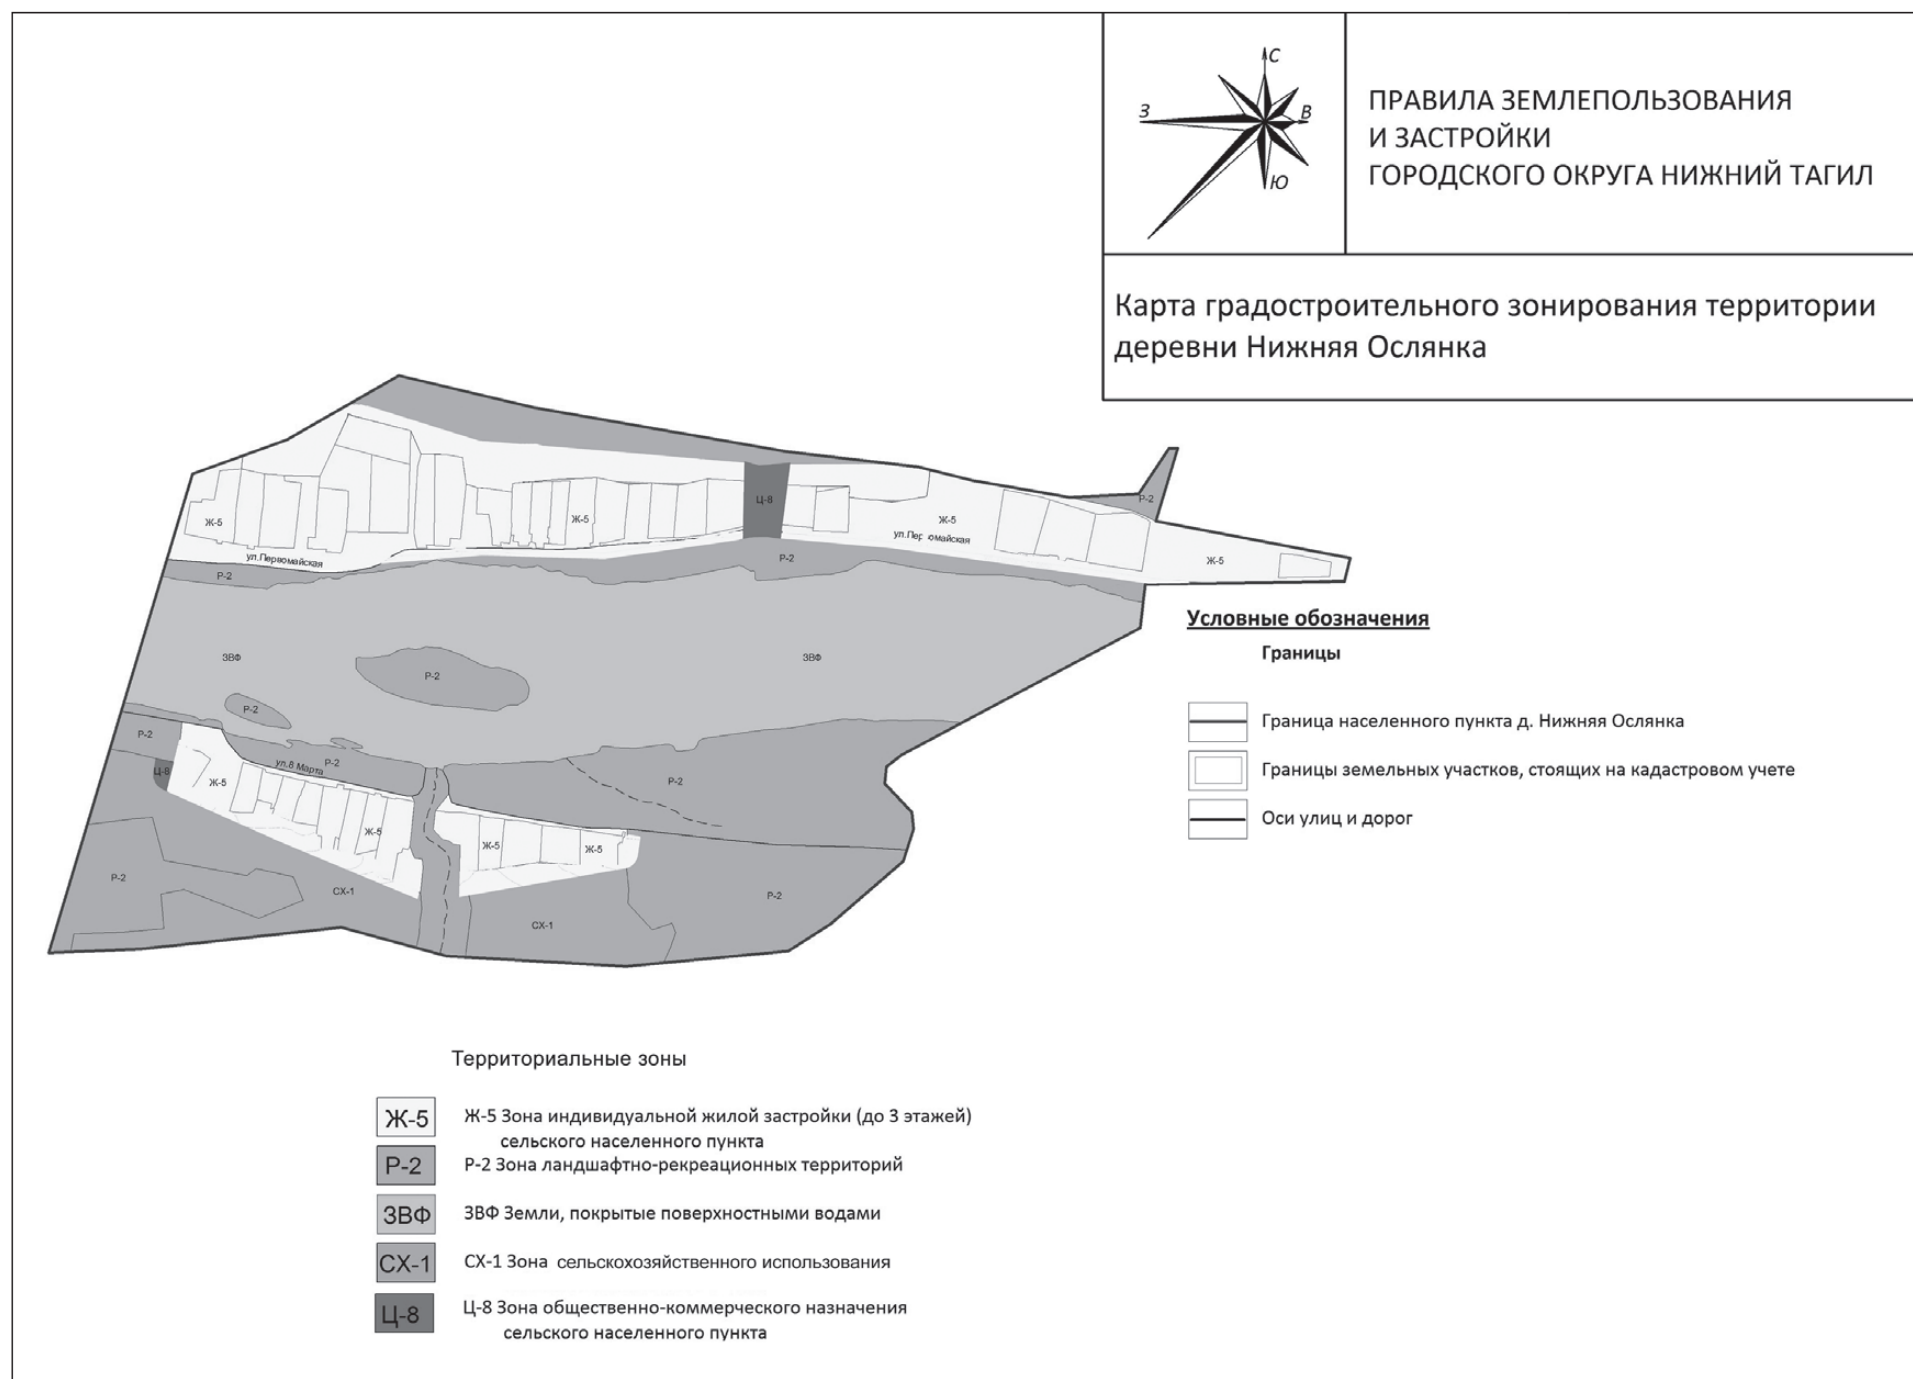 С
З
В
Ю
ПРАВИЛА ЗЕМЛЕПОЛЬЗОВАНИЯ
И ЗАСТРОЙКИ
ГОРОДСКОГО ОКРУГА НИЖНИЙ ТАГИЛ
Карта градостроительного зонирования территории
деревни Нижняя Ослянка
Р-2
Ц-8
Ж-5
Ж-5
Ж-5
ул.Первомайская
ул.Первомайская
Р-2
Ж-5
Р-2
ЗВФ
ЗВФ
Р-2
Р-2
Р-2
Р-2
ул.8 Марта
Ц-8
Ж-5
Р-2
Ж-5
Ж-5
Ж-5
Р-2
СХ-1
Р-2
СХ-1
Условные обозначения
Границы
Граница населенного пункта д. Нижняя Ослянка
Границы земельных участков, стоящих на кадастровом учете
Оси улиц и дорог
Территориальные зоны
Ж-5 Ж-5 Зона индивидуальной жилой застройки (до 3 этажей)
сельского населенного пункта
Р-2 Р-2 Зона ландшафтно-рекреационных территорий
ЗВФ ЗВФ Земли, покрытые поверхностными водами
СХ-1 СХ-1 Зона сельскохозяйственного использования
Ц-8 Ц-8 Зона общественно-коммерческого назначения
сельского населенного пункта